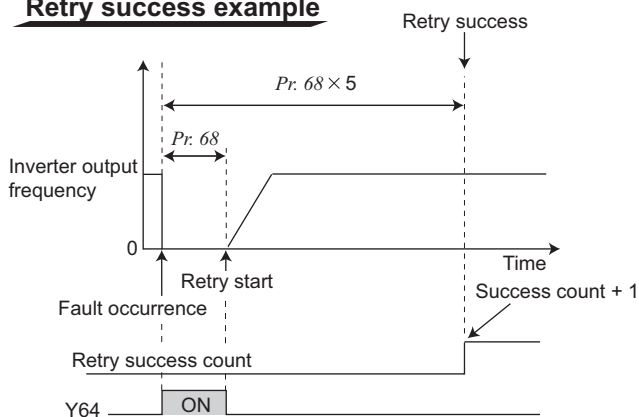 Retry success example
Retry success
Pr. 68×5
Pr. 68
Inverter output
frequency
0
Time
Retry start
Success count + 1
Fault occurrence
Retry success count
Y64
ON